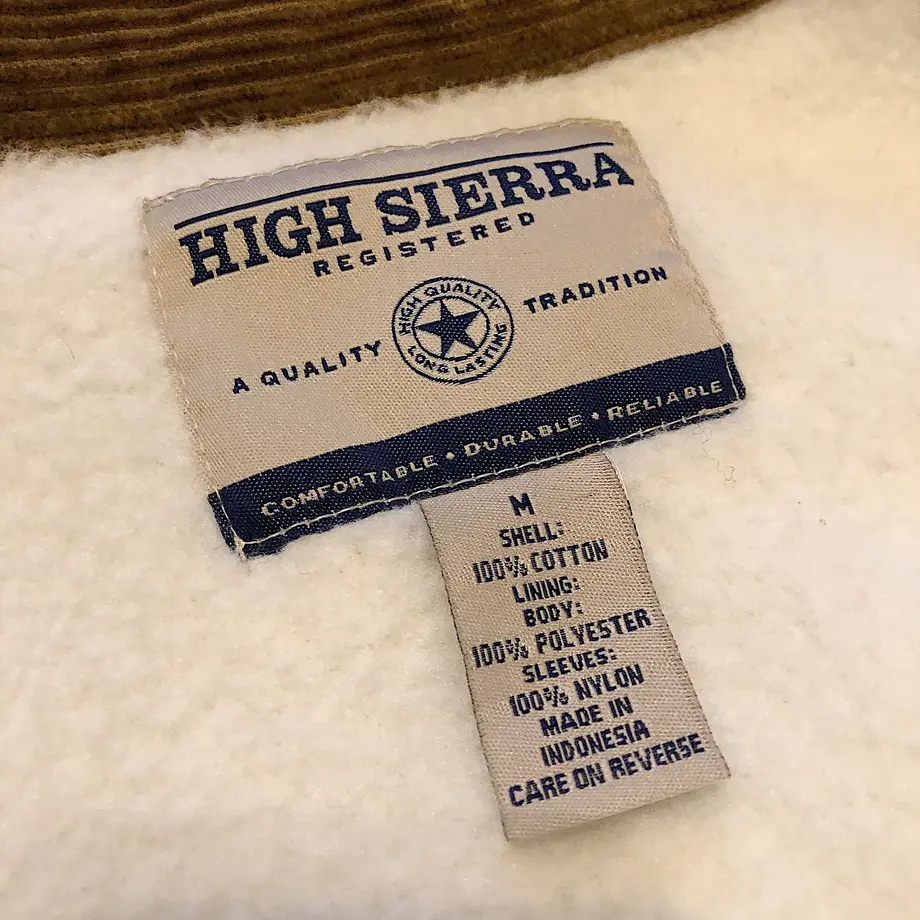 HIGH SIERRA
REGISTERED
A QUALITY
HIGH QUALITY
LONG LASTING
TRADITION
COMFORTABLE • DURABLE • RELIABLE
M
SHELL:
100% COTTON
LINING:
BODY:
100% POLYESTER
SLEEVES:
100% NYLON
MADE IN
INDONESIA
CARE ON REVERSE